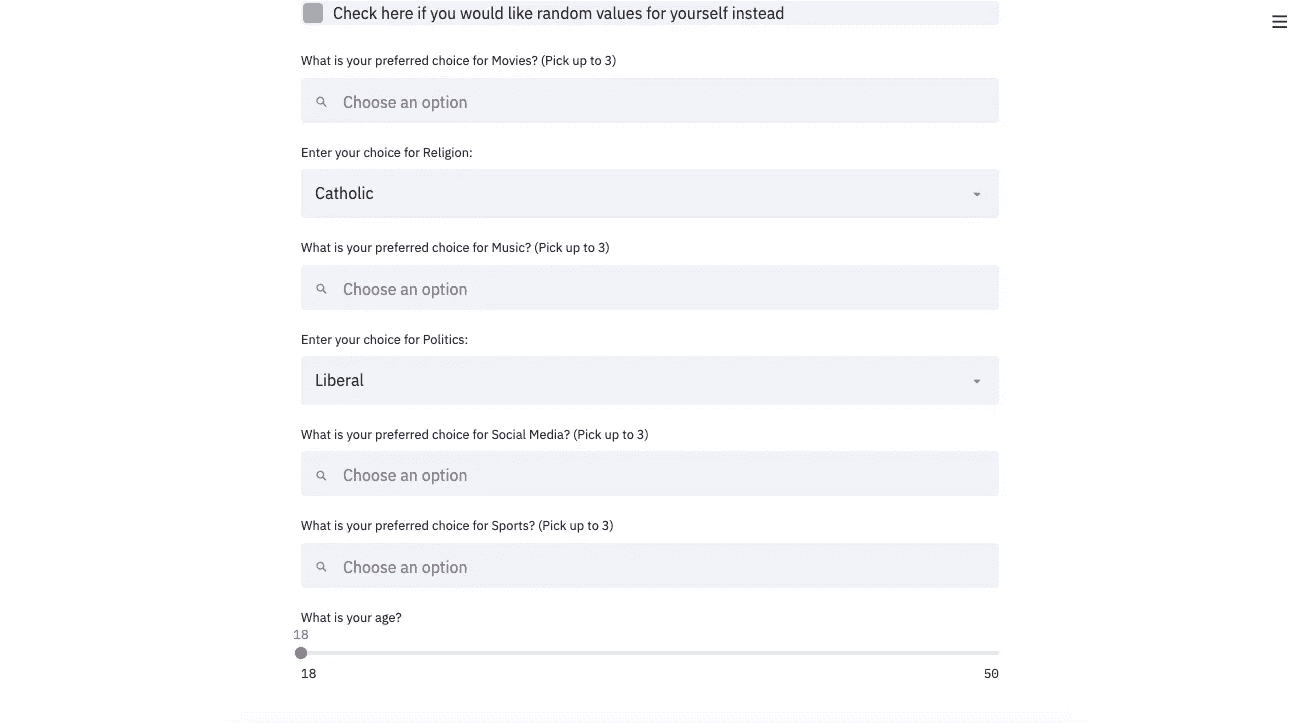 Check here if you would like random values for yourself instead
What is your preferred choice for Movies? (Pick up to 3)
Choose an option
Enter your choice for Religion:
Catholic
What is your preferred choice for Music? (Pick up to 3)
Choose an option
Enter your choice for Politics:
Liberal
What is your preferred choice for Social Media? (Pick up to 3)
Choose an option
What is your preferred choice for Sports? (Pick up to 3)
Choose an option
What is your age?
18
18 50